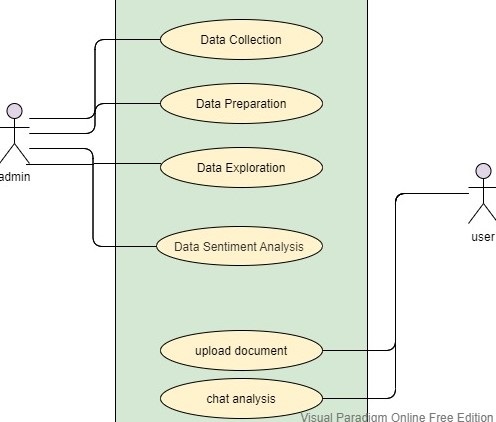 Data Collection
Data Preparation
Data Exploration
admin
Data Sentiment Analysis
user
upload document
chat analysis
Visual Paradigm Online Free Edition